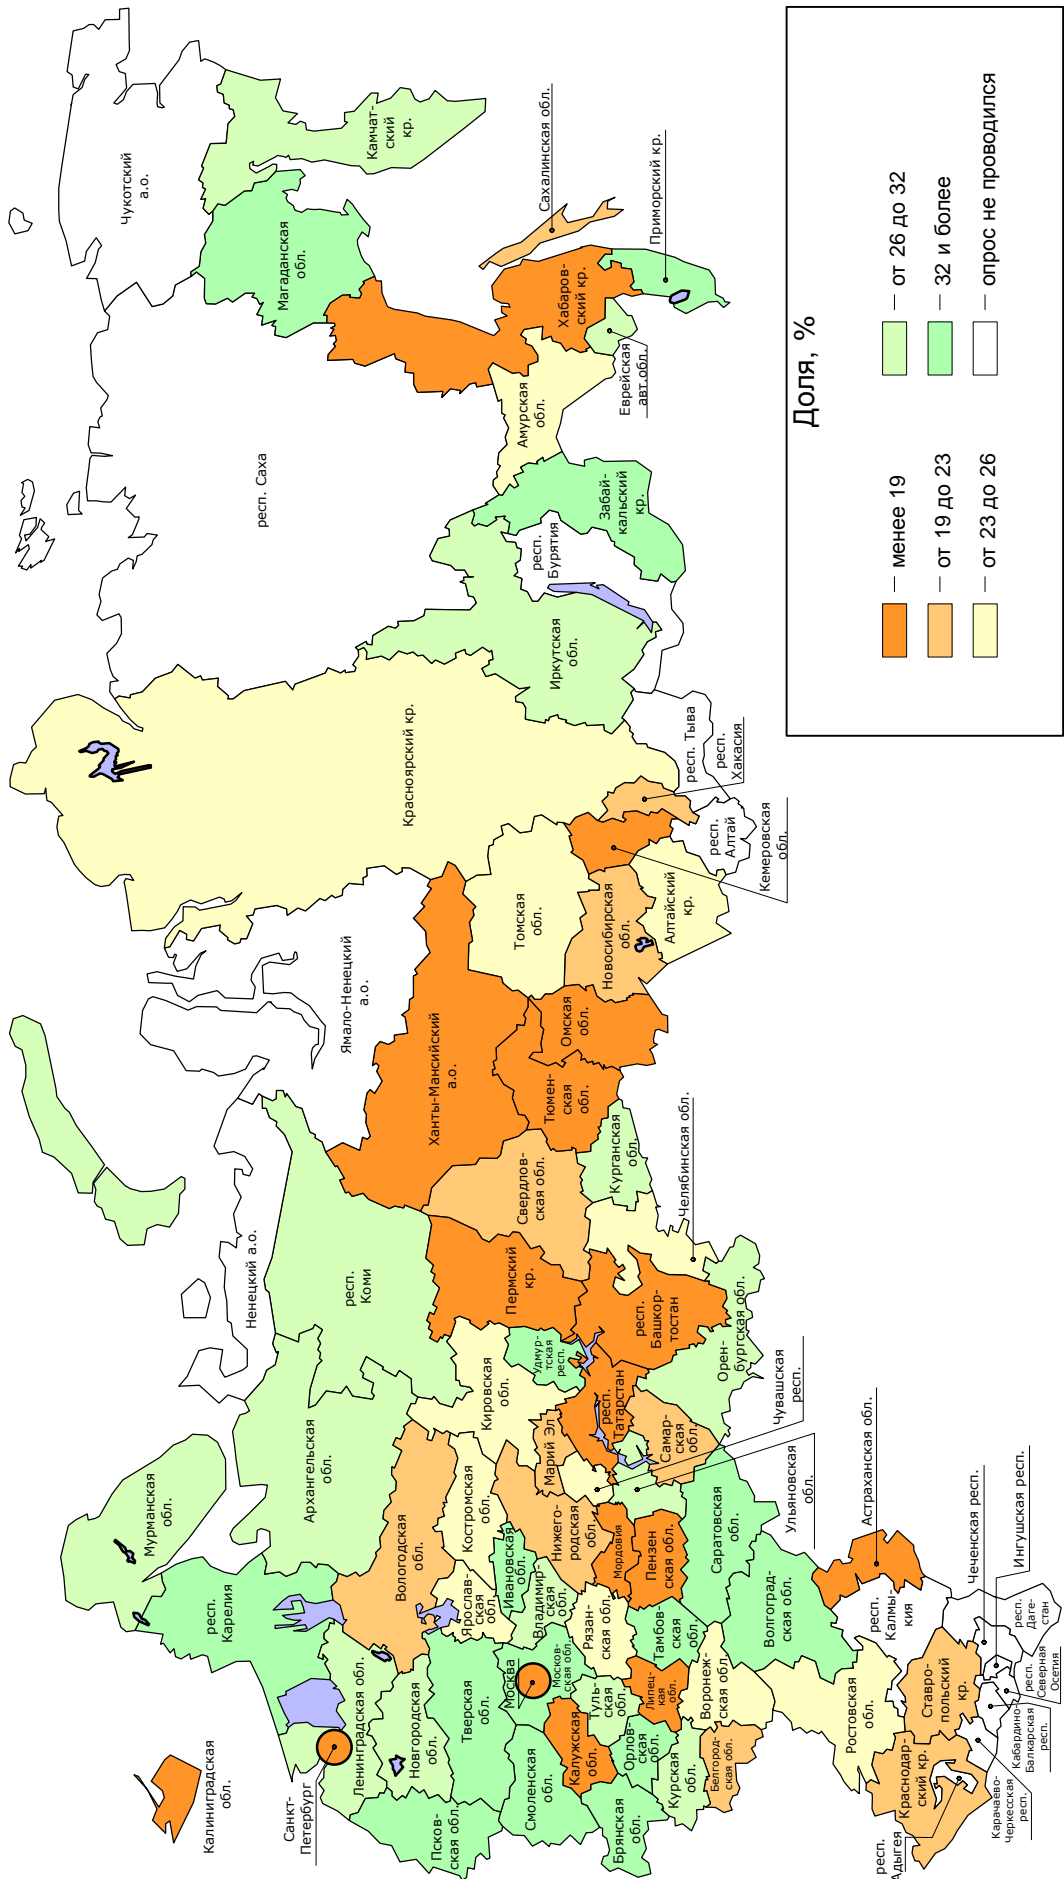 Чукотский
а.о.
Камчат-
ский
кр.
Магаданская
обл.
Сахалинская обл.
Приморский кр.
Хабаров-
ский кр.
Еврейская
авт.обл.
Амурская
обл.
респ. Саха
Забай-
кальский
кр.
респ.
Бурятия
Иркутская
обл.
Красноярский кр.
респ. Тыва
респ.
Хакасия
респ.
Алтай
Кемеровская
обл.
Алтайский
кр.
Новосибирская
обл.
Томская
обл.
Омская
обл.
Тюмен-
ская
обл.
Ямало-Ненецкий
а.о.
Ханты-Мансийский
а.о.
Курганская
обл.
Свердлов-
ская обл.
Челябинская обл.
Пермский
кр.
респ.
Башкор-
тостан
Орен-
бургская обл.
Ненецкий а.о.
респ.
Коми
Удмур-
тская
респ.
Кировская
обл.
респ.
Татарстан
Самар-
ская
обл.
Чувашская
респ.
Марий Эл
Ульяновская
обл.
Архангельская
обл.
Мурманская
обл.
респ.
Карелия
Вологодская
обл.
Костромская
обл.
Нижего-
родская
обл.
Мордовия
Пензен
ская обл.
Саратовская
обл.
Астраханская обл.
Ярослав-
ская
обл.
Ивановская
обл.
Владимир-
ская
обл.
Рязан-
ская обл.
Тамбов-
ская
обл.
Волгоград-
ская обл.
респ.
Калмы-
кия
Чеченская респ.
Ингушская респ.
респ.
Даге-
стан
респ.
Северная
Осетия
Кабардино-
Балкарская
респ.
Карачаево-
Черкесская
респ.
Ставро-
польский
кр.
Краснодар-
ский кр.
респ.
Адыгея
Ростовская
обл.
Воронеж-
ская обл.
Липец-
кая
обл.
Белгород-
ская обл.
Курская
обл.
Орлов-
ская
обл.
Туль-
ская
обл.
Москва
Москов-
ская обл.
Калужская
обл.
Брянская
обл.
Смоленская
обл.
Тверская
обл.
Новгородская
обл.
Псков-
ская обл.
Ленинградская обл.
Санкт-
Петербург
Калининградская
обл.
Доля, %
менее 19
от 19 до 23
от 23 до 26
от 26 до 32
32 и более
опрос не проводился